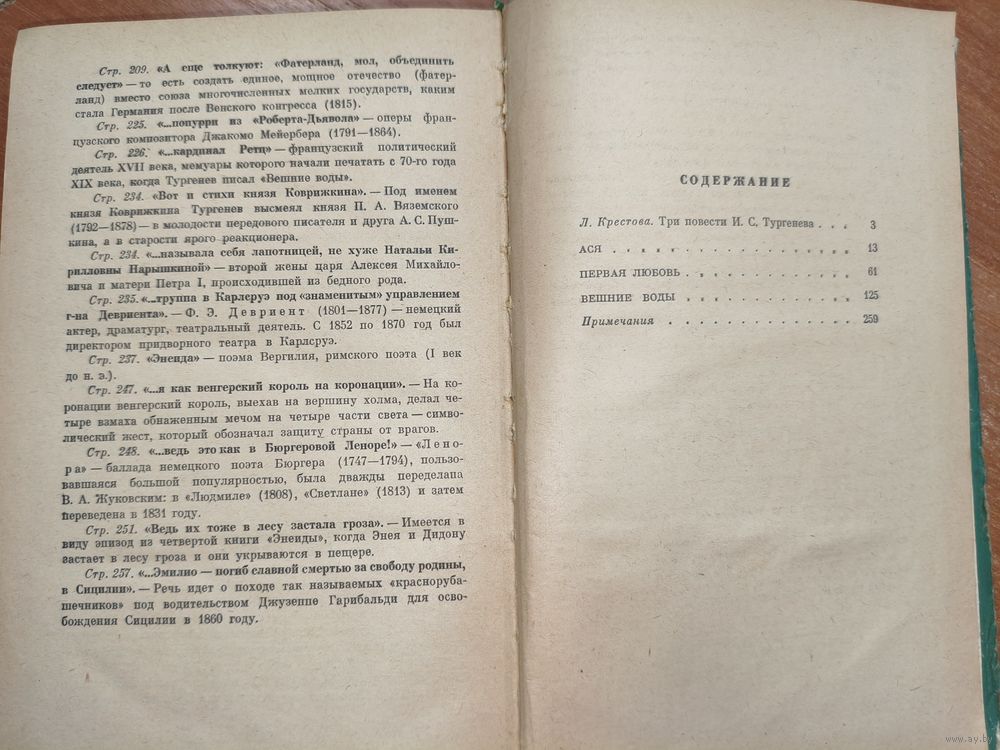 Стр. 209. «А еще толкуют: «Фатерланд, мол, объединить
следует» — то есть создать единое, мощное отечество (фатер-
ланд) вместо союза многочисленных мелких государств, каким
стала Германия после Венского конгресса (1815).
Стр. 225. «...попурри из «Роберта-Дьявола» — оперы фран-
цузского композитора Джакомо Мейербера (1791—1864).
Стр. 226. «...кардинал Ретц» — французский политический
деятель XVII века, мемуары которого начали печатать с 70-го года
XIX века, когда Тургенев писал «Вешние воды».
Стр. 234. «Вот и стихи князя Коврижкина». — Под именем
князя Коврижкина Тургенев высмеял князя П. А. Вяземского
(1792—1878) — в молодости передового писателя и друга А. С. Пуш-
кина, а в старости ярого реакционера.
Стр. 234. «...называла себя лапотницей, не хуже Натальи Ки-
рилловны Нарышкиной» — второй жены царя Алексея Михайло-
вича и матери Петра I, происходившей из бедного рода.
Стр. 235. «...труппа в Карлсруэ под «знаменитым» управлением
г-на Девриента». — Ф. Э. Девриент (1801—1877) — немецкий
актер, драматург, театральный деятель. С 1852 по 1870 год был
директором придворного театра в Карлсруэ.
Стр. 237. «Энеида» — поэма Вергилия, римского поэта (I век
до н. э.).
Стр. 247. «...я как венгерский король на коронации». — На ко-
ронации венгерский король, выехав на вершину холма, делал че-
тыре взмаха обнаженным мечом на четыре части света — симво-
лический жест, который обозначал защиту страны от врагов.
Стр. 248. «...ведь это как в Бюргеровой Леноре!» — «Лено-
ра» — баллада немецкого поэта Бюргера (1747—1794), пользо-
вавшаяся большой популярностью, была дважды переделана
В. А. Жуковским: в «Людмиле» (1808), «Светлане» (1813) и затем
переведена в 1831 году.
Стр. 251. «Ведь их тоже в лесу застала гроза». — Имеется в
виду эпизод из четвертой книги «Энеиды», когда Энея и Дидону
застает в лесу гроза и они укрываются в пещере.
Стр. 257. «...Эмилио — погиб славной смертью за свободу родины,
в Сицилии». — Речь идет о походе так называемых «красноруба-
шечников» под водительством Джузеппе Гарибальди для осво-
бождения Сицилии в 1860 году.
СОДЕРЖАНИЕ
Л. Крестова. Три повести И. С. Тургенева . . . 3
АСЯ . . . . . . . . . . . . . . 13
ПЕРВАЯ ЛЮБОВЬ . . . . . . . . . . 61
ВЕШНИЕ ВОДЫ . . . . . . . . . . 125
Примечания . . . . . . . . . . . 259
www.ay.by